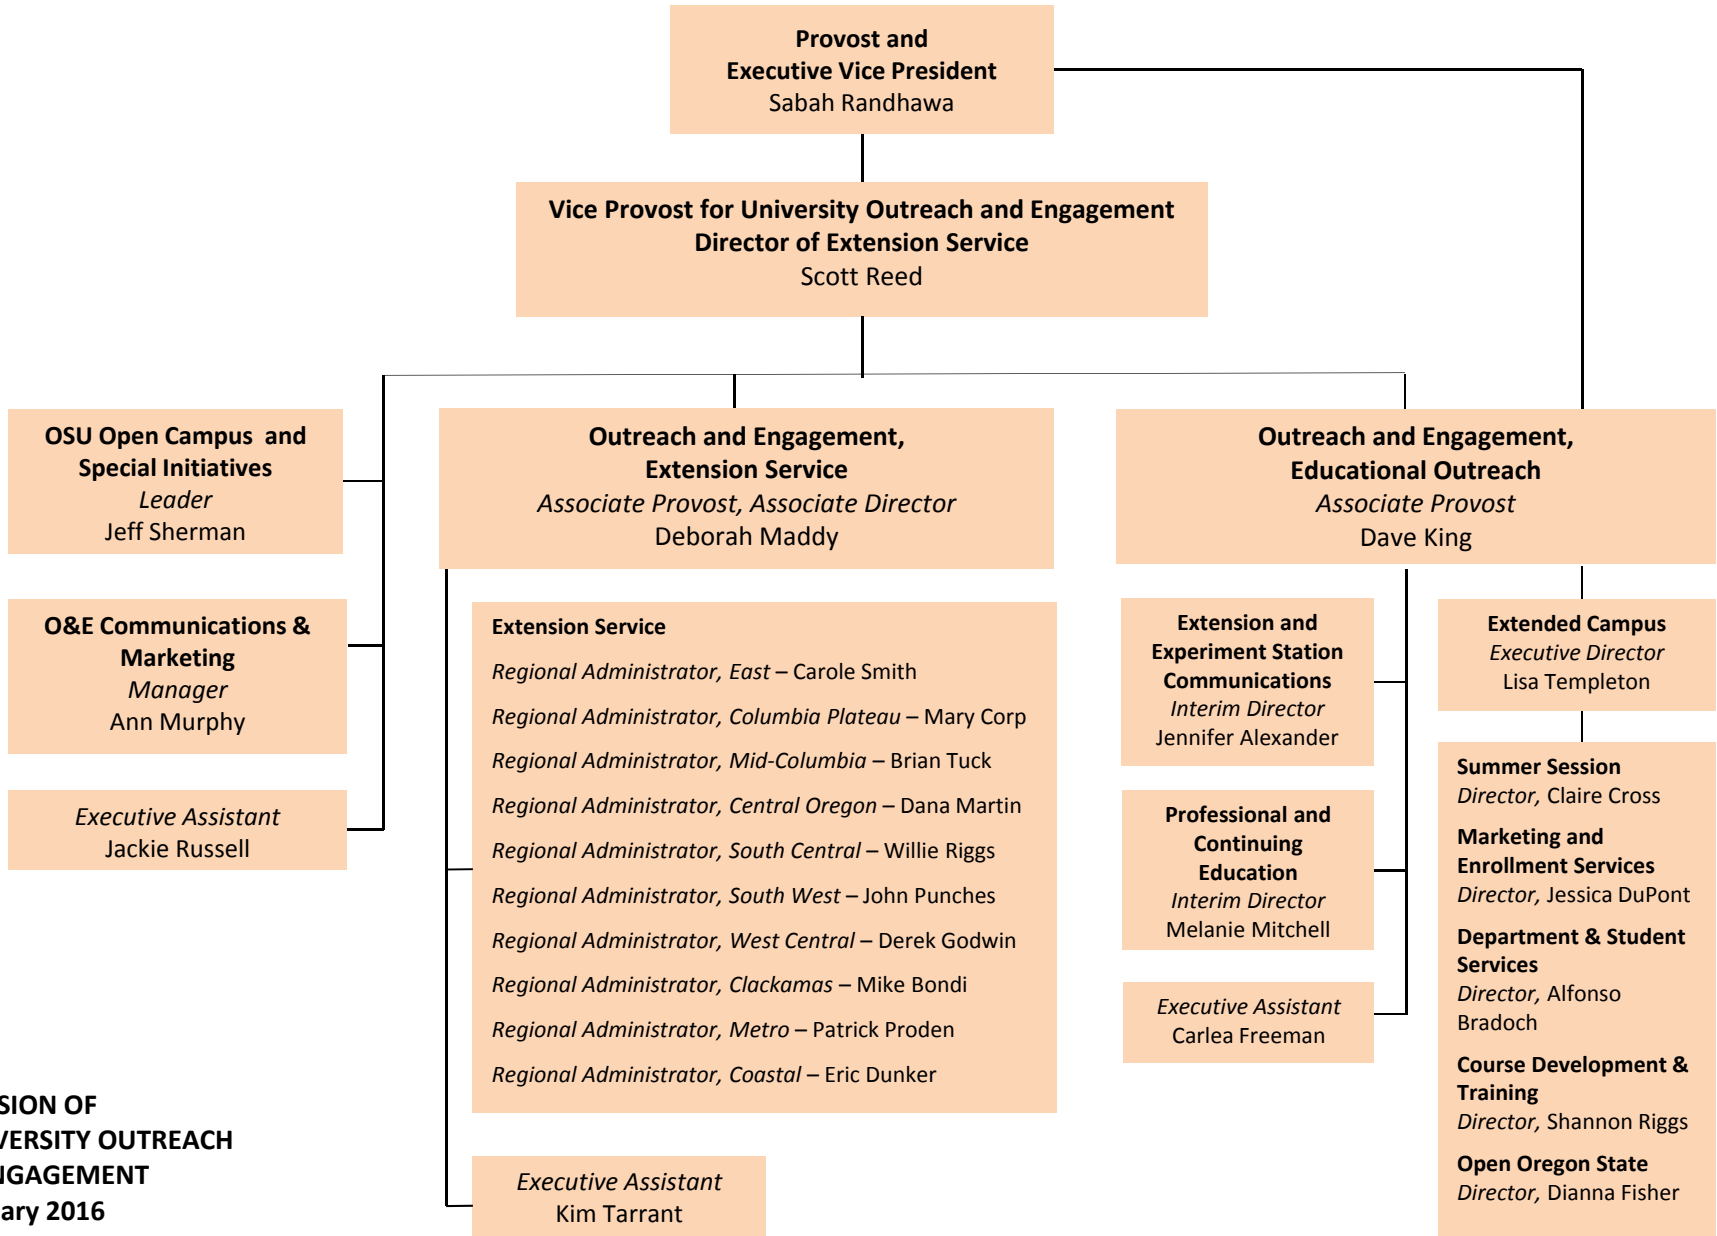 Provost and
Executive Vice President
Sabah Randhawa
Vice Provost for University Outreach and Engagement
Director of Extension Service
Scott Reed
OSU Open Campus and
Special Initiatives
Leader
Jeff Sherman
O&E Communications &
Marketing
Manager
Ann Murphy
Executive Assistant
Jackie Russell
Outreach and Engagement,
Extension Service
Associate Provost, Associate Director
Deborah Maddy
Extension Service
Regional Administrator, East – Carole Smith
Regional Administrator, Columbia Plateau – Mary Corp
Regional Administrator, Mid-Columbia – Brian Tuck
Regional Administrator, Central Oregon – Dana Martin
Regional Administrator, South Central – Willie Riggs
Regional Administrator, South West – John Punches
Regional Administrator, West Central – Derek Godwin
Regional Administrator, Clackamas – Mike Bondi
Regional Administrator, Metro – Patrick Proden
Regional Administrator, Coastal – Eric Dunker
Executive Assistant
Kim Tarrant
Outreach and Engagement,
Educational Outreach
Associate Provost
Dave King
Extension and
Experiment Station
Communications
Interim Director
Jennifer Alexander
Professional and
Continuing
Education
Interim Director
Melanie Mitchell
Executive Assistant
Carlea Freeman
Extended Campus
Executive Director
Lisa Templeton
Summer Session
Director, Claire Cross
Marketing and
Enrollment Services
Director, Jessica DuPont
Department & Student
Services
Director, Alfonso
Bradoch
Course Development &
Training
Director, Shannon Riggs
Open Oregon State
Director, Dianna Fisher
SION OF
VERSITY OUTREACH
NGAGEMENT
ary 2016